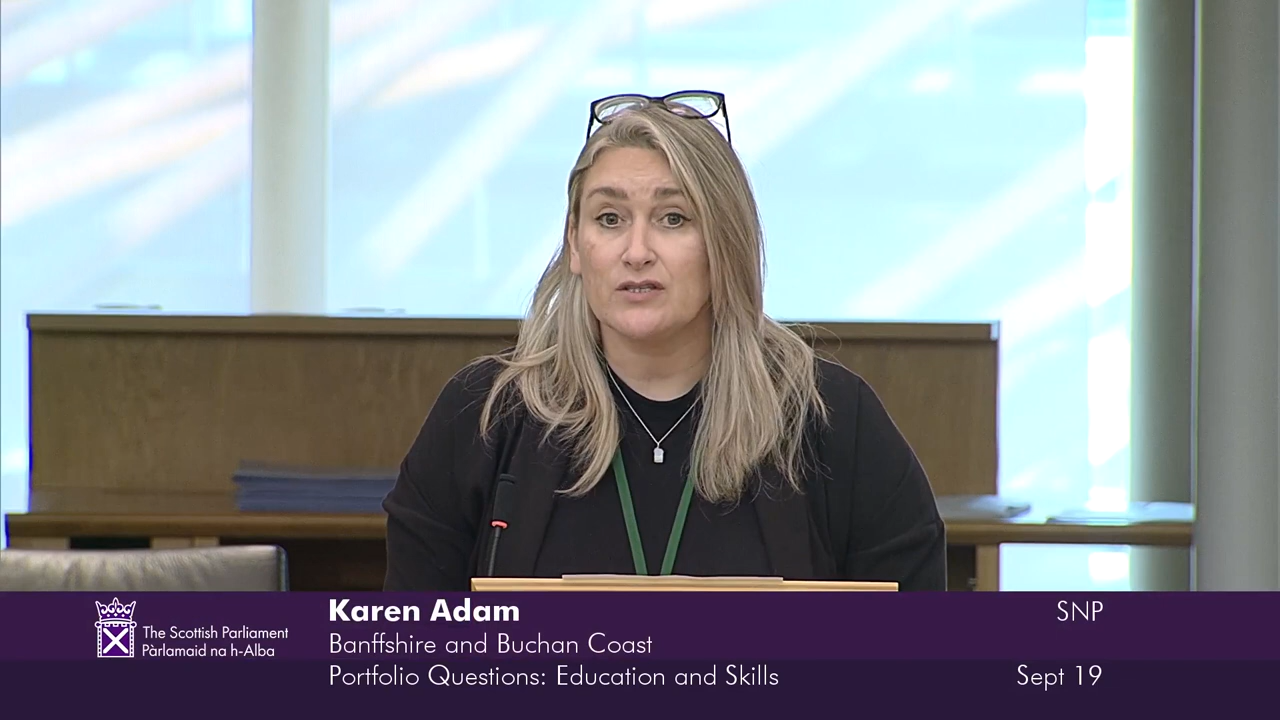 The Scottish Parliament
Pàrlamaid na h-Alba
Karen Adam
SNP
Banffshire and Buchan Coast
Portfolio Questions: Education and Skills
Sept 19